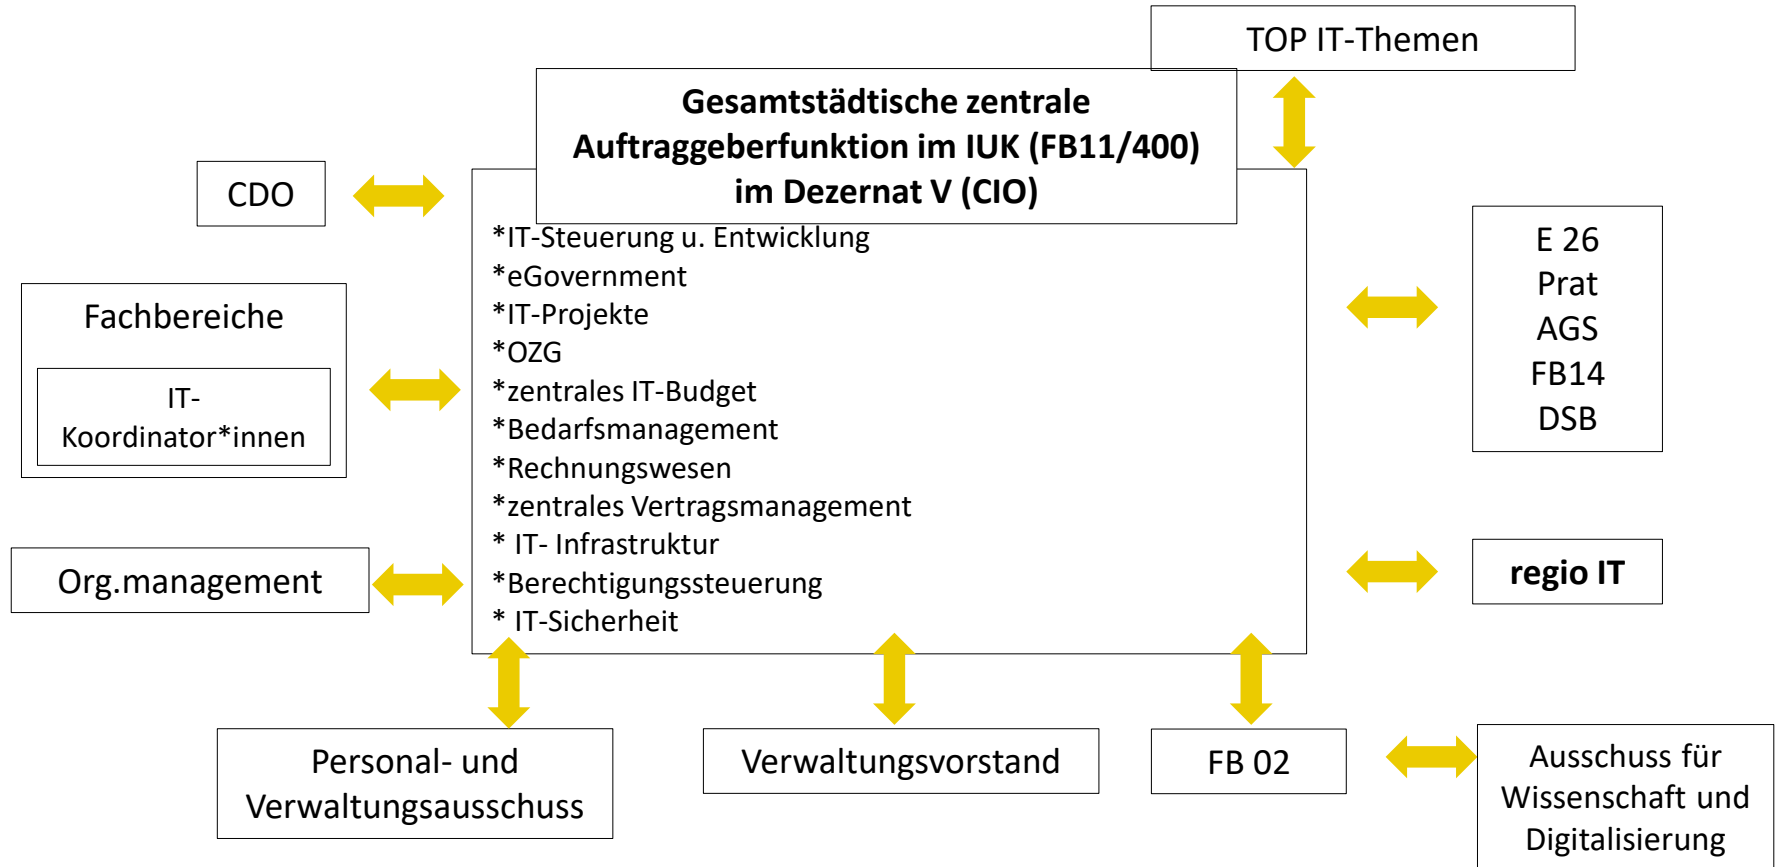 TOP IT-Themen
Gesamtstädtische zentrale
Auftraggeberfunktion im IUK (FB11/400)
im Dezernat V (CIO)
CDO
Fachbereiche
IT-
Koordinator*innen
Org.management
*IT-Steuerung u. Entwicklung
*eGovernment
*IT-Projekte
*OZG
*zentrales IT-Budget
*Bedarfsmanagement
*Rechnungswesen
*zentrales Vertragsmanagement
* IT- Infrastruktur
*Berechtigungssteuerung
* IT-Sicherheit
E 26
Prat
AGS
FB14
DSB
regio IT
Personal- und
Verwaltungsausschuss
Verwaltungsvorstand
FB 02
Ausschuss für
Wissenschaft und
Digitalisierung